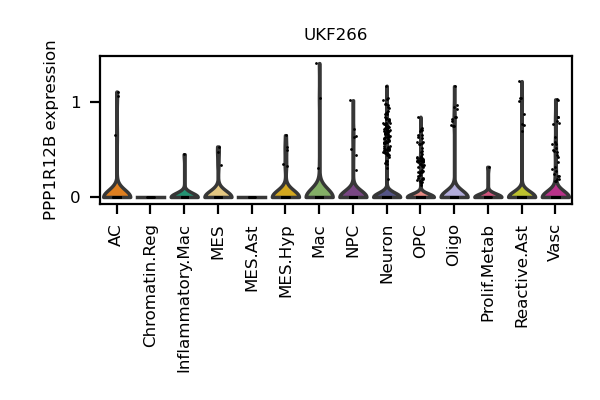 UKF266
PPP1R12B expression
1
0
AC
Chromatin.Reg
Inflammatory.Mac
MES
MES.Ast
MES.Hyp
Mac
NPC
Neuron
OPC
Oligo
Prolif.Metab
Reactive.Ast
Vasc